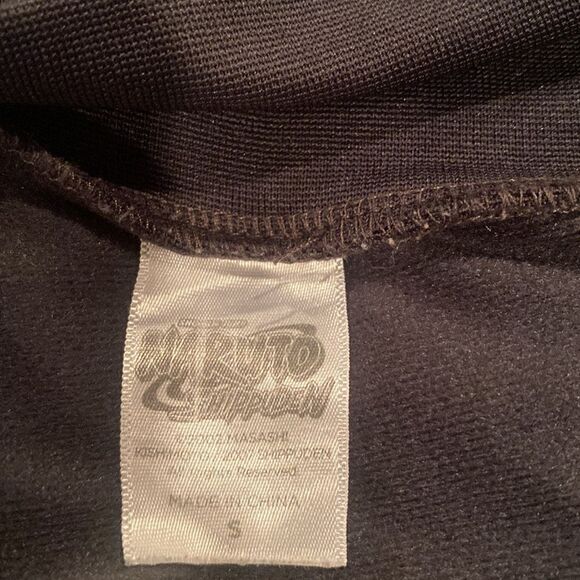 NARUTO
SHIPPUDEN
©2002 MASASHI
KISHIMOTO / 2007 SHIPPUDEN
All Rights Reserved
MADE IN CHINA
S